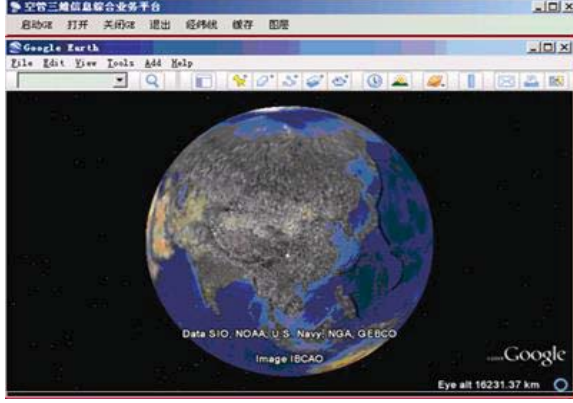 空管三维信息综合业务平台
启动GE 打开 关闭GE 退出 经纬线 缓存 图层
Google Earth
File Edit View Tools Add Help
Data SIO, NOAA, U.S. Navy, NGA, GEBCO
Image IBCAO
Google
Eye alt 16231.37 km